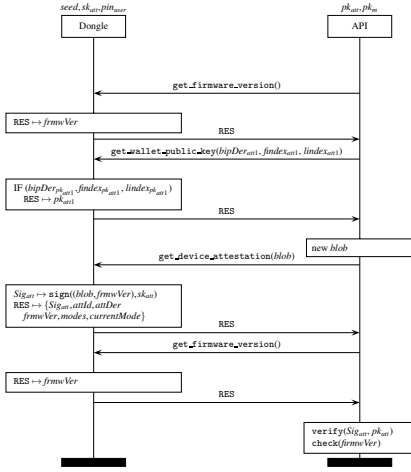 seed, sk_att, pin_user
pk_att, pk_m
Dongle
API
get_firmware_version()
RES ↦ frmwVer
RES
get_wallet_public_key(bipDer_att1, findex_att1, lindex_att1)
IF (bipDer_pk_att1, findex_pk_att1, lindex_pk_att1)
RES ↦ pk_att1
RES
new blob
get_device_attestation(blob)
Sig_att ↦ sign((blob, frmwVer), sk_att)
RES ↦ {Sig_att, attId, attDer
frmwVer, modes, currentMode}
RES
get_firmware_version()
RES ↦ frmwVer
RES
verify(Sig_att, pk_att)
check(frmwVer)